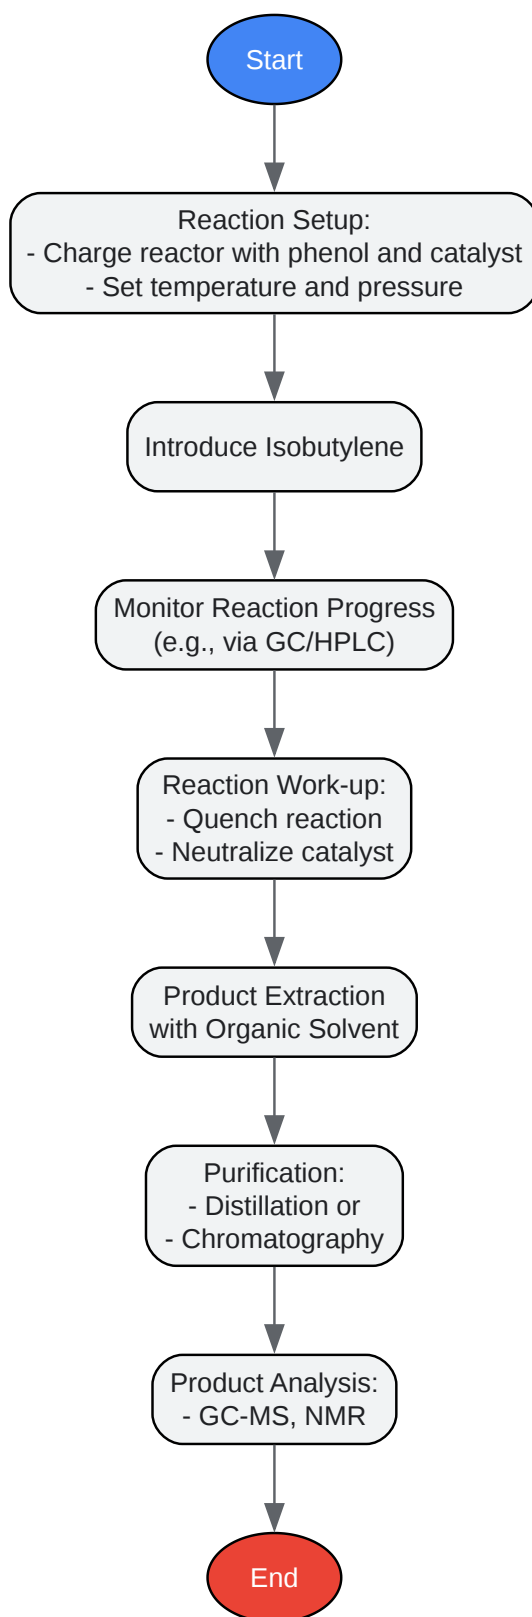 Start
Reaction Setup:
- Charge reactor with phenol and catalyst
- Set temperature and pressure
Introduce Isobutylene
Monitor Reaction Progress
(e.g., via GC/HPLC)
Reaction Work-up:
- Quench reaction
- Neutralize catalyst
Product Extraction
with Organic Solvent
Purification:
- Distillation or
- Chromatography
Product Analysis:
- GC-MS, NMR
End